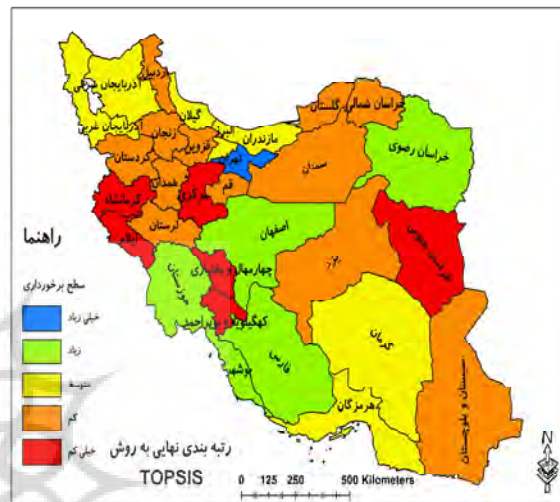 اردبیل
آذربایجان شرقی
آذربایجان غربی
گیلان
البرز
مازندران
گلستان
خراسان شمالی
خراسان رضوی
زنجان
قزوین
تهران
سمنان
کردستان
همدان
مرکزی
قم
کرمانشاه
لرستان
ایلام
اصفهان
یزد
خراسان جنوبی
خوزستان
چهارمهال و بختیاری
کهگیلویه و بویراحمد
فارس
بوشهر
کرمان
هرمزگان
سیستان و بلوچستان
راهنما
سطح برخورداری
خیلی زیاد
زیاد
متوسط
کم
خیلی کم
رتبه بندی نهایی به روش
TOPSIS
0 125 250 500 Kilometers
N